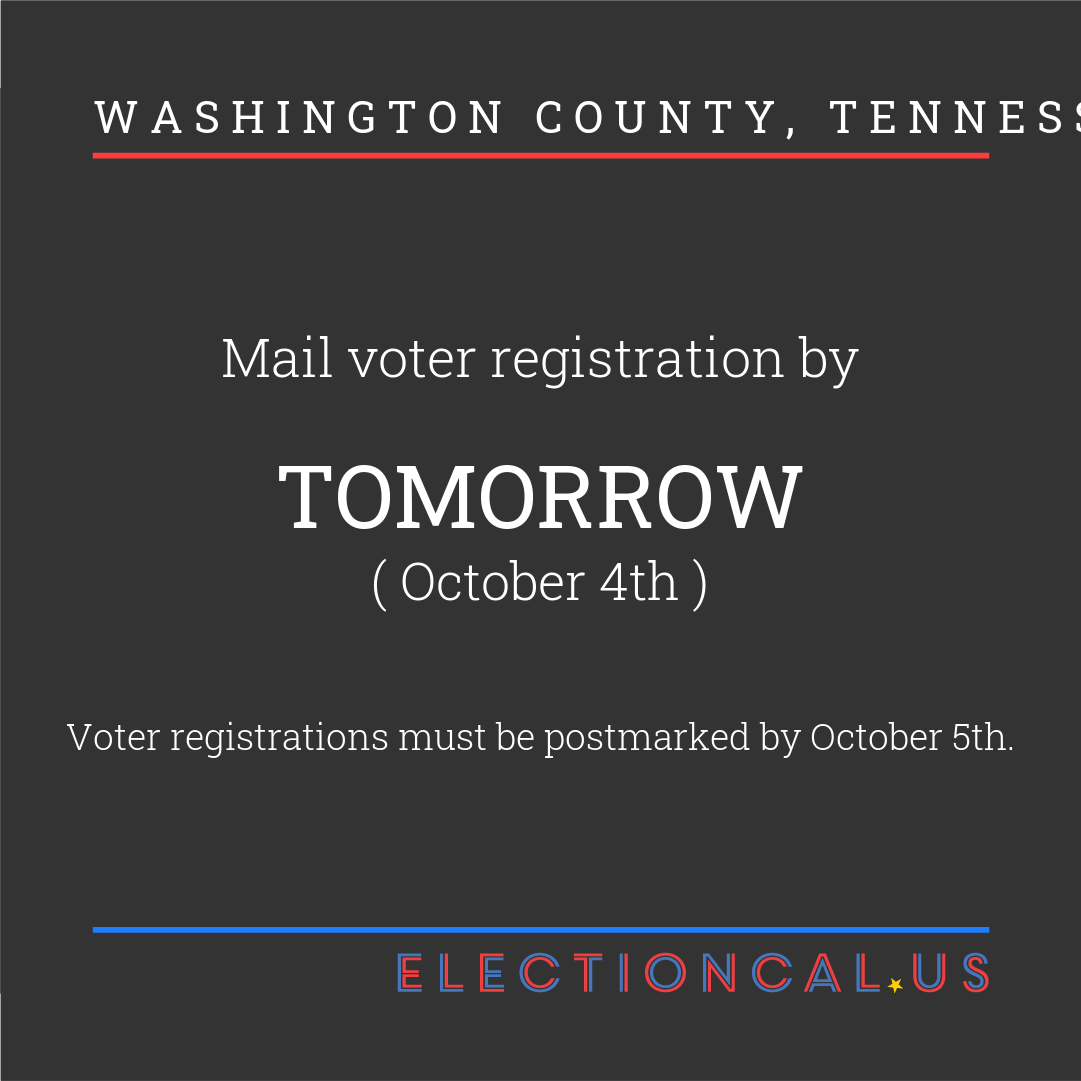 WASHINGTON COUNTY, TENNESS
Mail voter registration by
TOMORROW
( October 4th )
Voter registrations must be postmarked by October 5th.
ELECTIONCAL.US